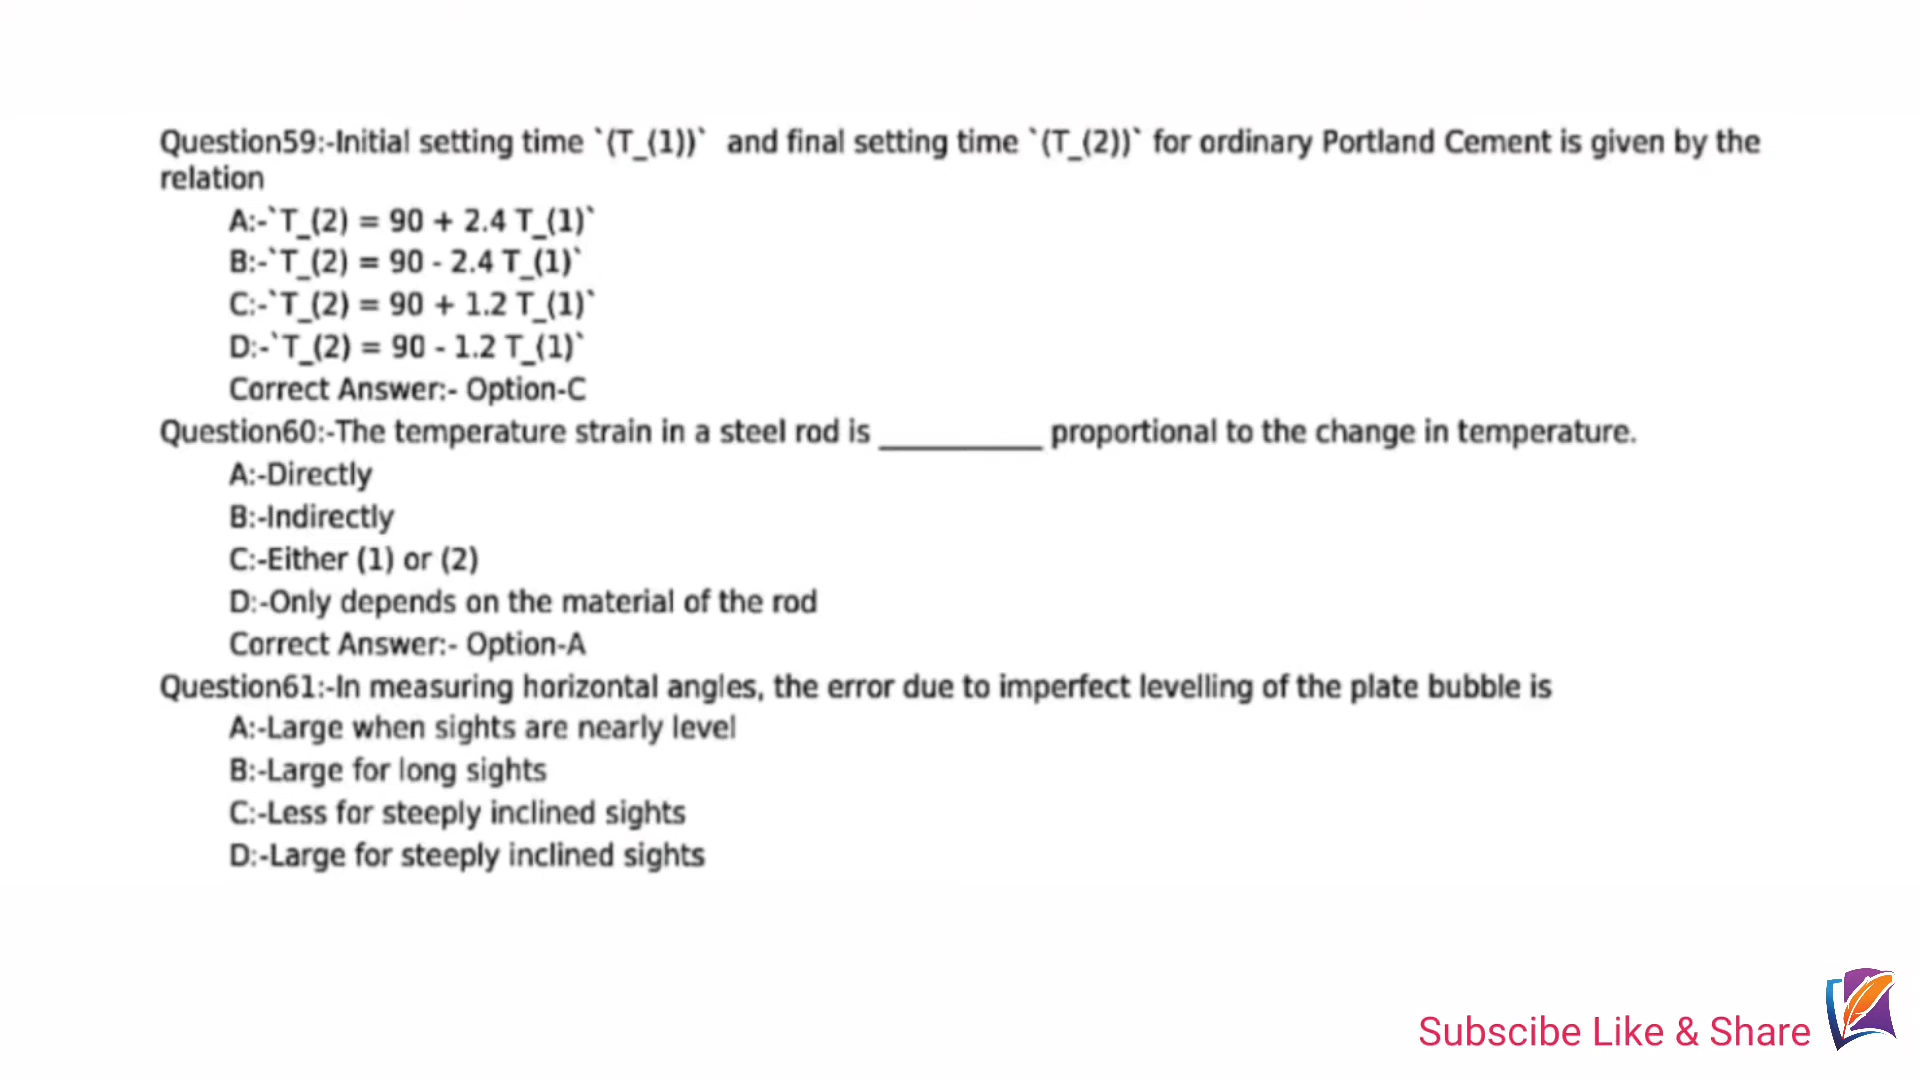 Question59:-Initial setting time `(T_(1))` and final setting time `(T_(2))` for ordinary Portland Cement is given by the
relation
A:-`T_(2) = 90 + 2.4 T_(1)`
B:-`T_(2) = 90 - 2.4 T_(1)`
C:-`T_(2) = 90 + 1.2 T_(1)`
D:-`T_(2) = 90 - 1.2 T_(1)`
Correct Answer:- Option-C
Question60:-The temperature strain in a steel rod is __________ proportional to the change in temperature.
A:-Directly
B:-Indirectly
C:-Either (1) or (2)
D:-Only depends on the material of the rod
Correct Answer:- Option-A
Question61:-In measuring horizontal angles, the error due to imperfect levelling of the plate bubble is
A:-Large when sights are nearly level
B:-Large for long sights
C:-Less for steeply inclined sights
D:-Large for steeply inclined sights
Subscibe Like & Share